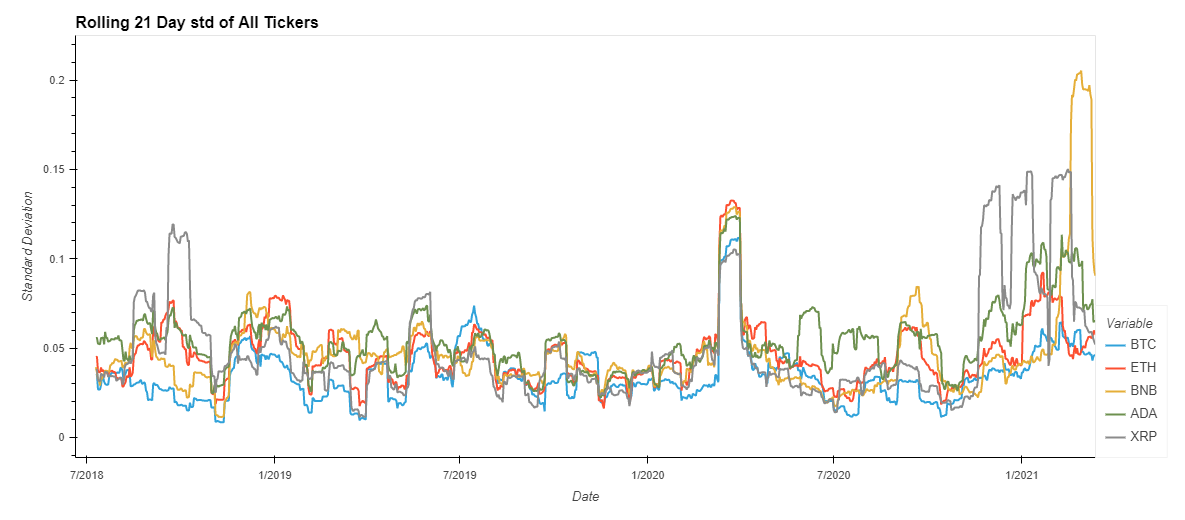 Rolling 21 Day std of All Tickers
Standard Deviation
0.2
0.15
0.1
0.05
0
7/2018
1/2019
7/2019
1/2020
7/2020
1/2021
Date
Variable
BTC
ETH
BNB
ADA
XRP